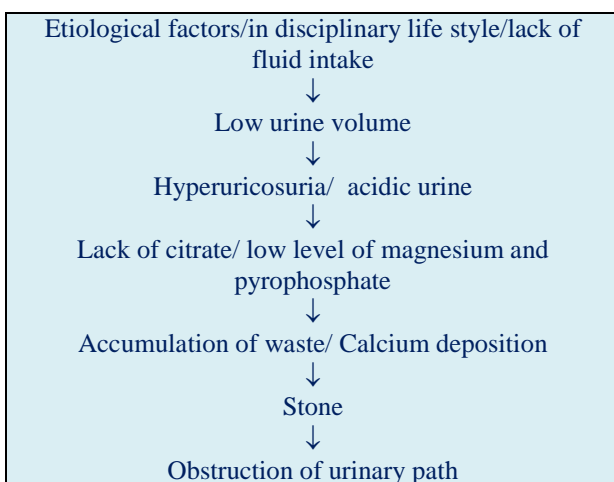 Etiological factors/in disciplinary life style/lack of
fluid intake
↓
Low urine volume
↓
Hyperuricosuria/ acidic urine
↓
Lack of citrate/ low level of magnesium and
pyrophosphate
↓
Accumulation of waste/ Calcium deposition
↓
Stone
↓
Obstruction of urinary path